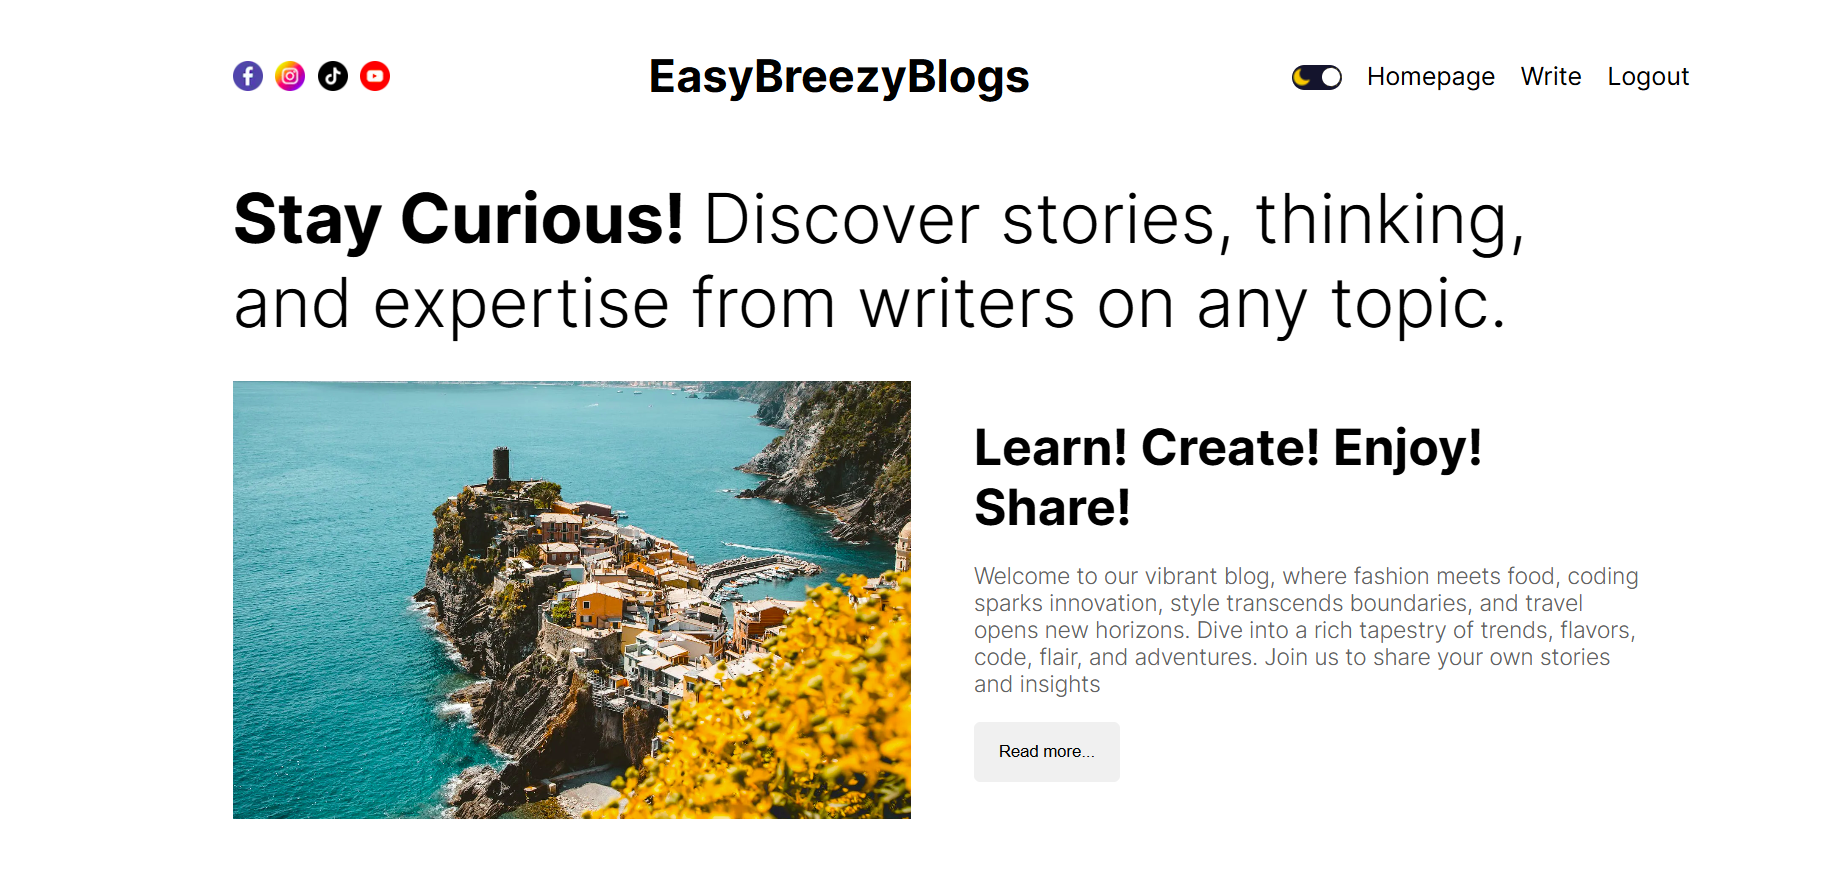 EasyBreezyBlogs
Homepage Write Logout
Stay Curious! Discover stories, thinking,
and expertise from writers on any topic.
Learn! Create! Enjoy!
Share!
Welcome to our vibrant blog, where fashion meets food, coding
sparks innovation, style transcends boundaries, and travel
opens new horizons. Dive into a rich tapestry of trends, flavors,
code, flair, and adventures. Join us to share your own stories
and insights
Read more...